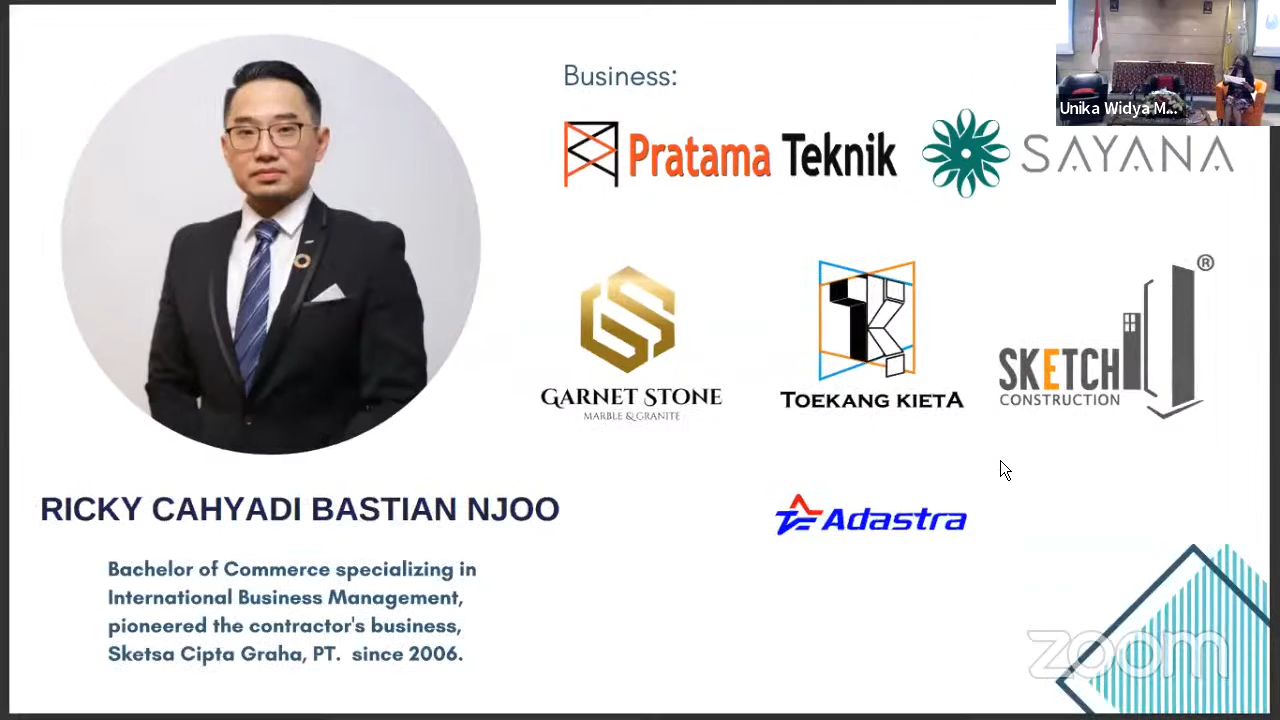 Business:
Unika Widya M...
Pratama Teknik
SAYANA
GARNET STONE
MARBLE & GRANITE
TOEKANG KIETA
®
SKETCH
CONSTRUCTION
RICKY CAHYADI BASTIAN NJOO
Adastra
Bachelor of Commerce specializing in
International Business Management,
pioneered the contractor's business,
Sketsa Cipta Graha, PT. since 2006.
zoom